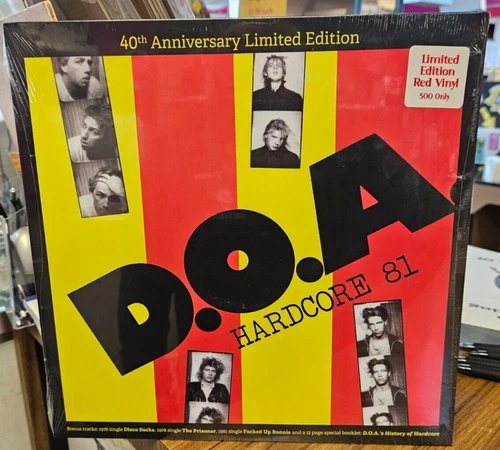 40th Anniversary Limited Edition
Limited
Edition
Red Vinyl
500 Only
D.O.A.
HARDCORE 81
Bonus tracks: 1978 single Disco Sucks, 1978 single The Prisoner, 1981 single Fucked Up Ronnie and a 12 page special booklet: D.O.A.'s History of Hardcore